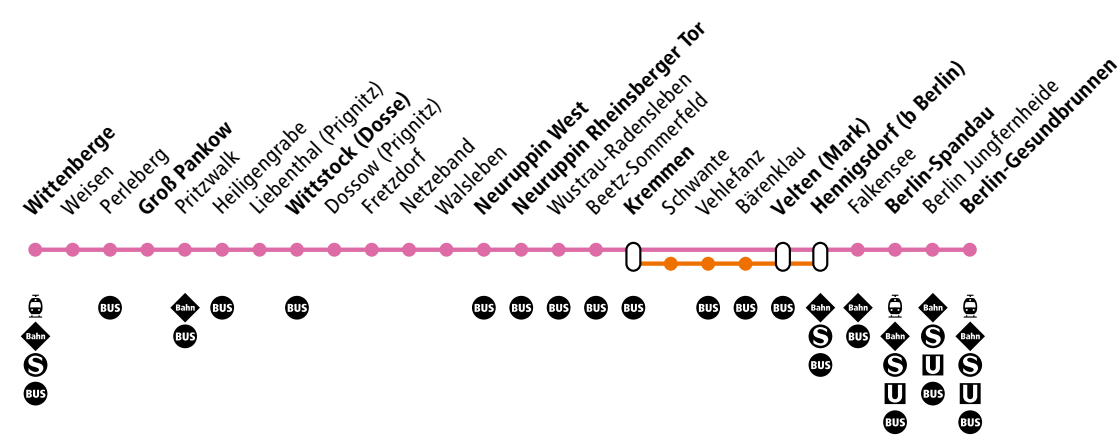 Wittenberge
Weisen
Perleberg
Groß Pankow
Pritzwalk
Heiligengrabe
Liebenthal (Prignitz)
Wittstock (Dosse)
Dossow (Prignitz)
Fretzdorf
Netzeband
Walsleben
Neuruppin West
Neuruppin Rheinsberger Tor
Wustrau-Radensleben
Beetz-Sommerfeld
Kremmen
Schwante
Vehlefanz
Bärenklau
Velten (Mark)
Hennigsdorf (b Berlin)
Falkensee
Berlin-Spandau
Berlin Jungfernheide
Berlin-Gesundbrunnen
BUS Bahn BUS BUS BUS BUS BUS BUS BUS BUS BUS Bahn Bahn Bahn
Bahn BUS S BUS Bahn S Bahn
S BUS S U S
BUS U BUS U
BUS BUS